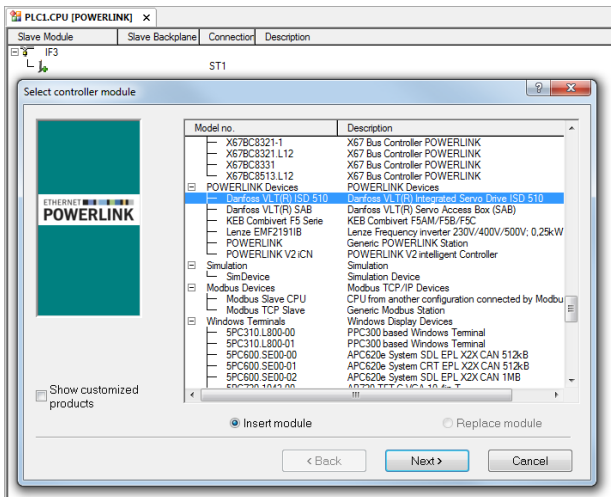 PLC1.CPU [POWERLINK] ×
Slave Module Slave Backplane Connection Description
IF3
ST1
Select controller module
ETHERNET
POWERLINK
Model no. Description
X67BC8321-1 X67 Bus Controller POWERLINK
X67BC8321.L12 X67 Bus Controller POWERLINK
X67BC8331 X67 Bus Controller POWERLINK
X67BC8513.L12 X67 Bus Controller POWERLINK
POWERLINK Devices POWERLINK Devices
Danfoss VLT(R) ISD 510 Danfoss VLT(R) Integrated Servo Drive ISD 510
Danfoss VLT(R) SAB Danfoss VLT(R) Servo Access Box (SAB)
KEB Combivert F5 Serie KEB Combivert F5AM/F5B/F5C
Lenze EMF2191IB Lenze Frequency inverter 230V/400V/500V; 0,25kW
POWERLINK Generic POWERLINK Station
POWERLINK V2 iCN POWERLINK V2 intelligent Controller
Simulation Simulation
SimDevice Simulation Device
Modbus Devices Modbus TCP/IP Devices
Modbus Slave CPU CPU from another configuration connected by Modbu
Modbus TCP Slave Generic Modbus Station
Windows Terminals Windows Display Devices
5PC310.L800-00 PPC300 based Windows Terminal
5PC310.L800-01 PPC300 based Windows Terminal
5PC600.SE00-00 APC620e System SDL EPL X2X CAN 512kB
5PC600.SE00-01 APC620e System CRT EPL X2X CAN 512kB
5PC600.SE00-02 APC620e System SDL EPL X2X CAN 1MB
Show customized
products
Insert module Replace module
< Back Next > Cancel